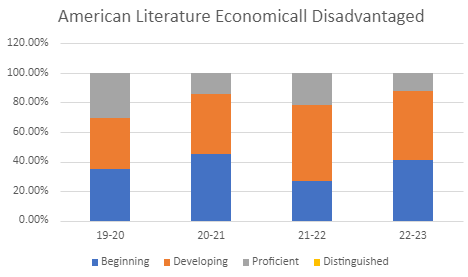 American Literature Economicall Disadvantaged
120.00%
100.00%
80.00%
60.00%
40.00%
20.00%
0.00%
19-20 20-21 21-22 22-23
Beginning Developing Proficient Distinguished